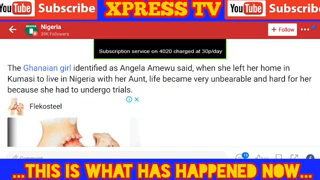 YouTube Subscribe XPRESS TV YouTube Subscribe
Nigeria
Follow
Subscription service on 4020 charged at 30p/day
The Ghanaian girl identified as Angela Amewu said, when she left her home in
Kumasi to live in Nigeria with her Aunt, life became very unbearable and hard for her
because she had to undergo trials.
Flekosteel
...THIS IS WHAT HAS HAPPENED NOW...